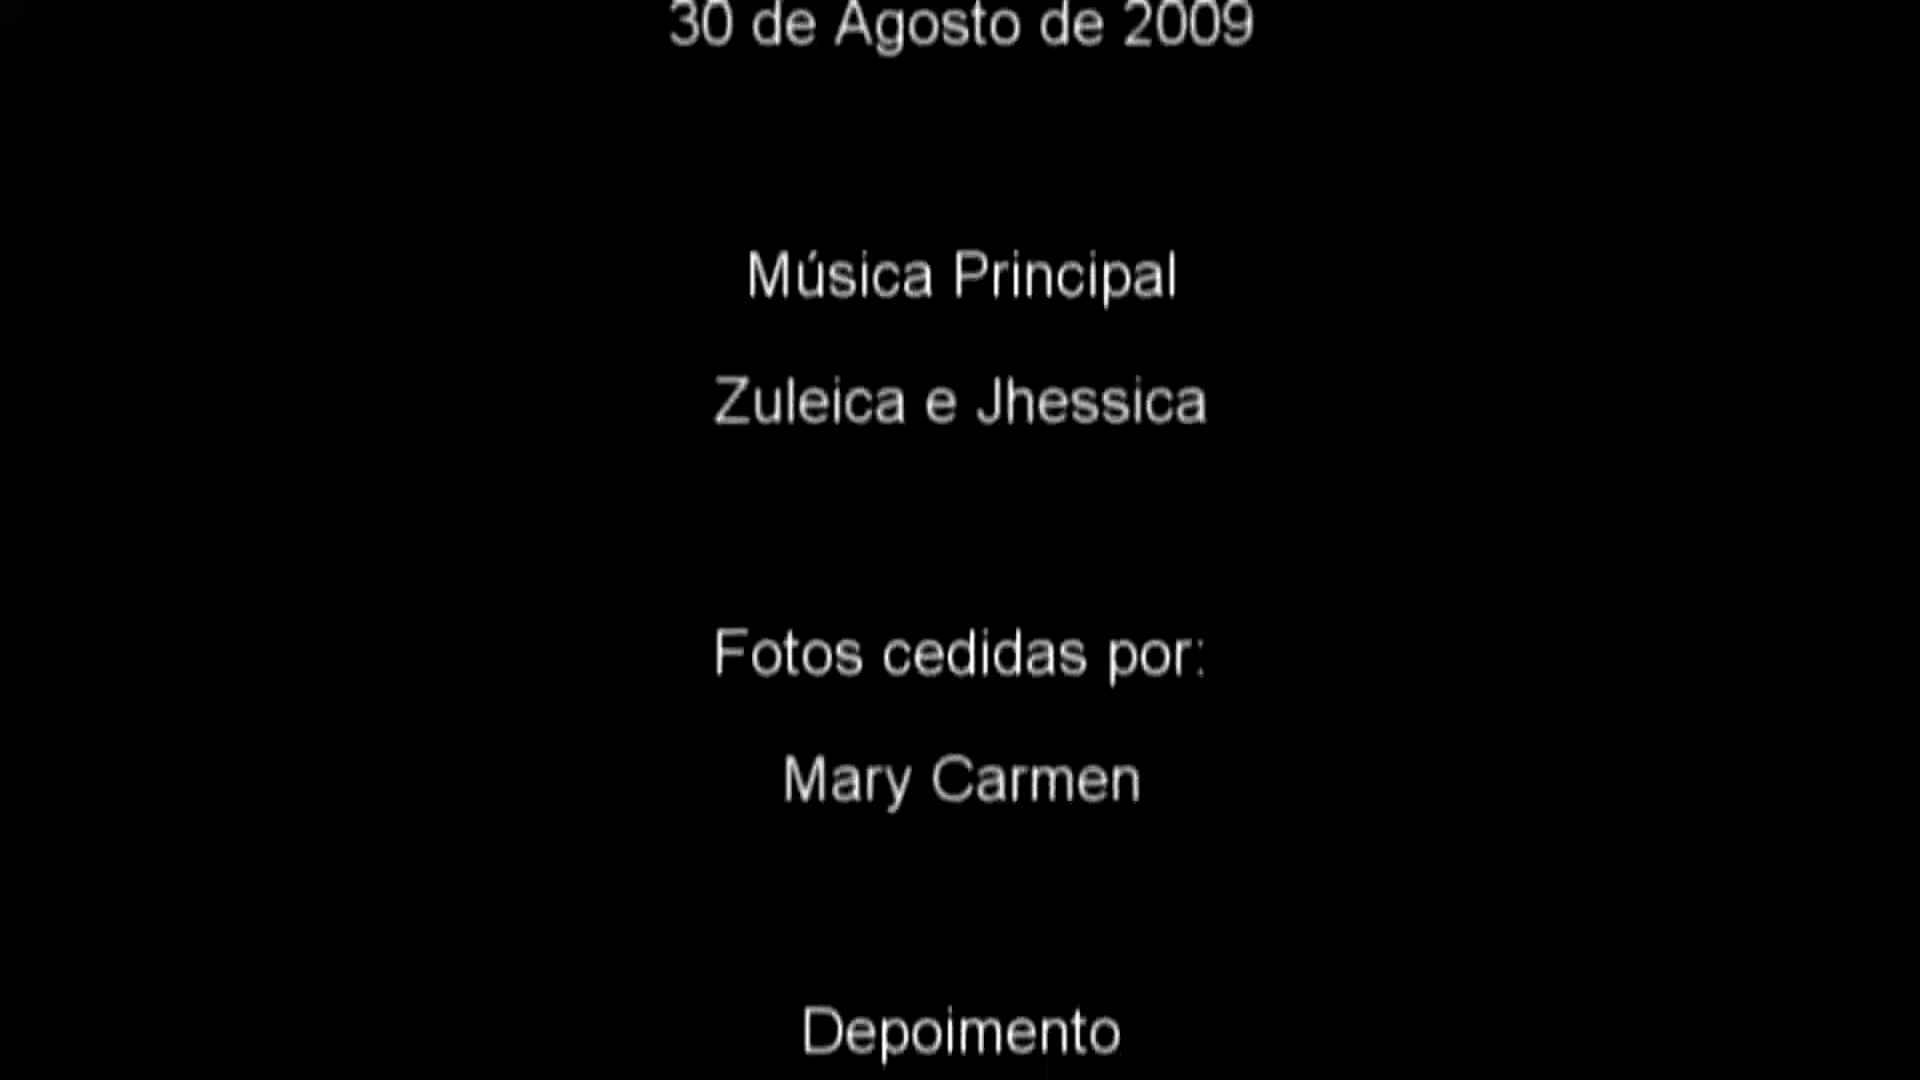 30 de Agosto de 2009
Música Principal
Zuleica e Jhessica
Fotos cedidas por:
Mary Carmen
Depoimento